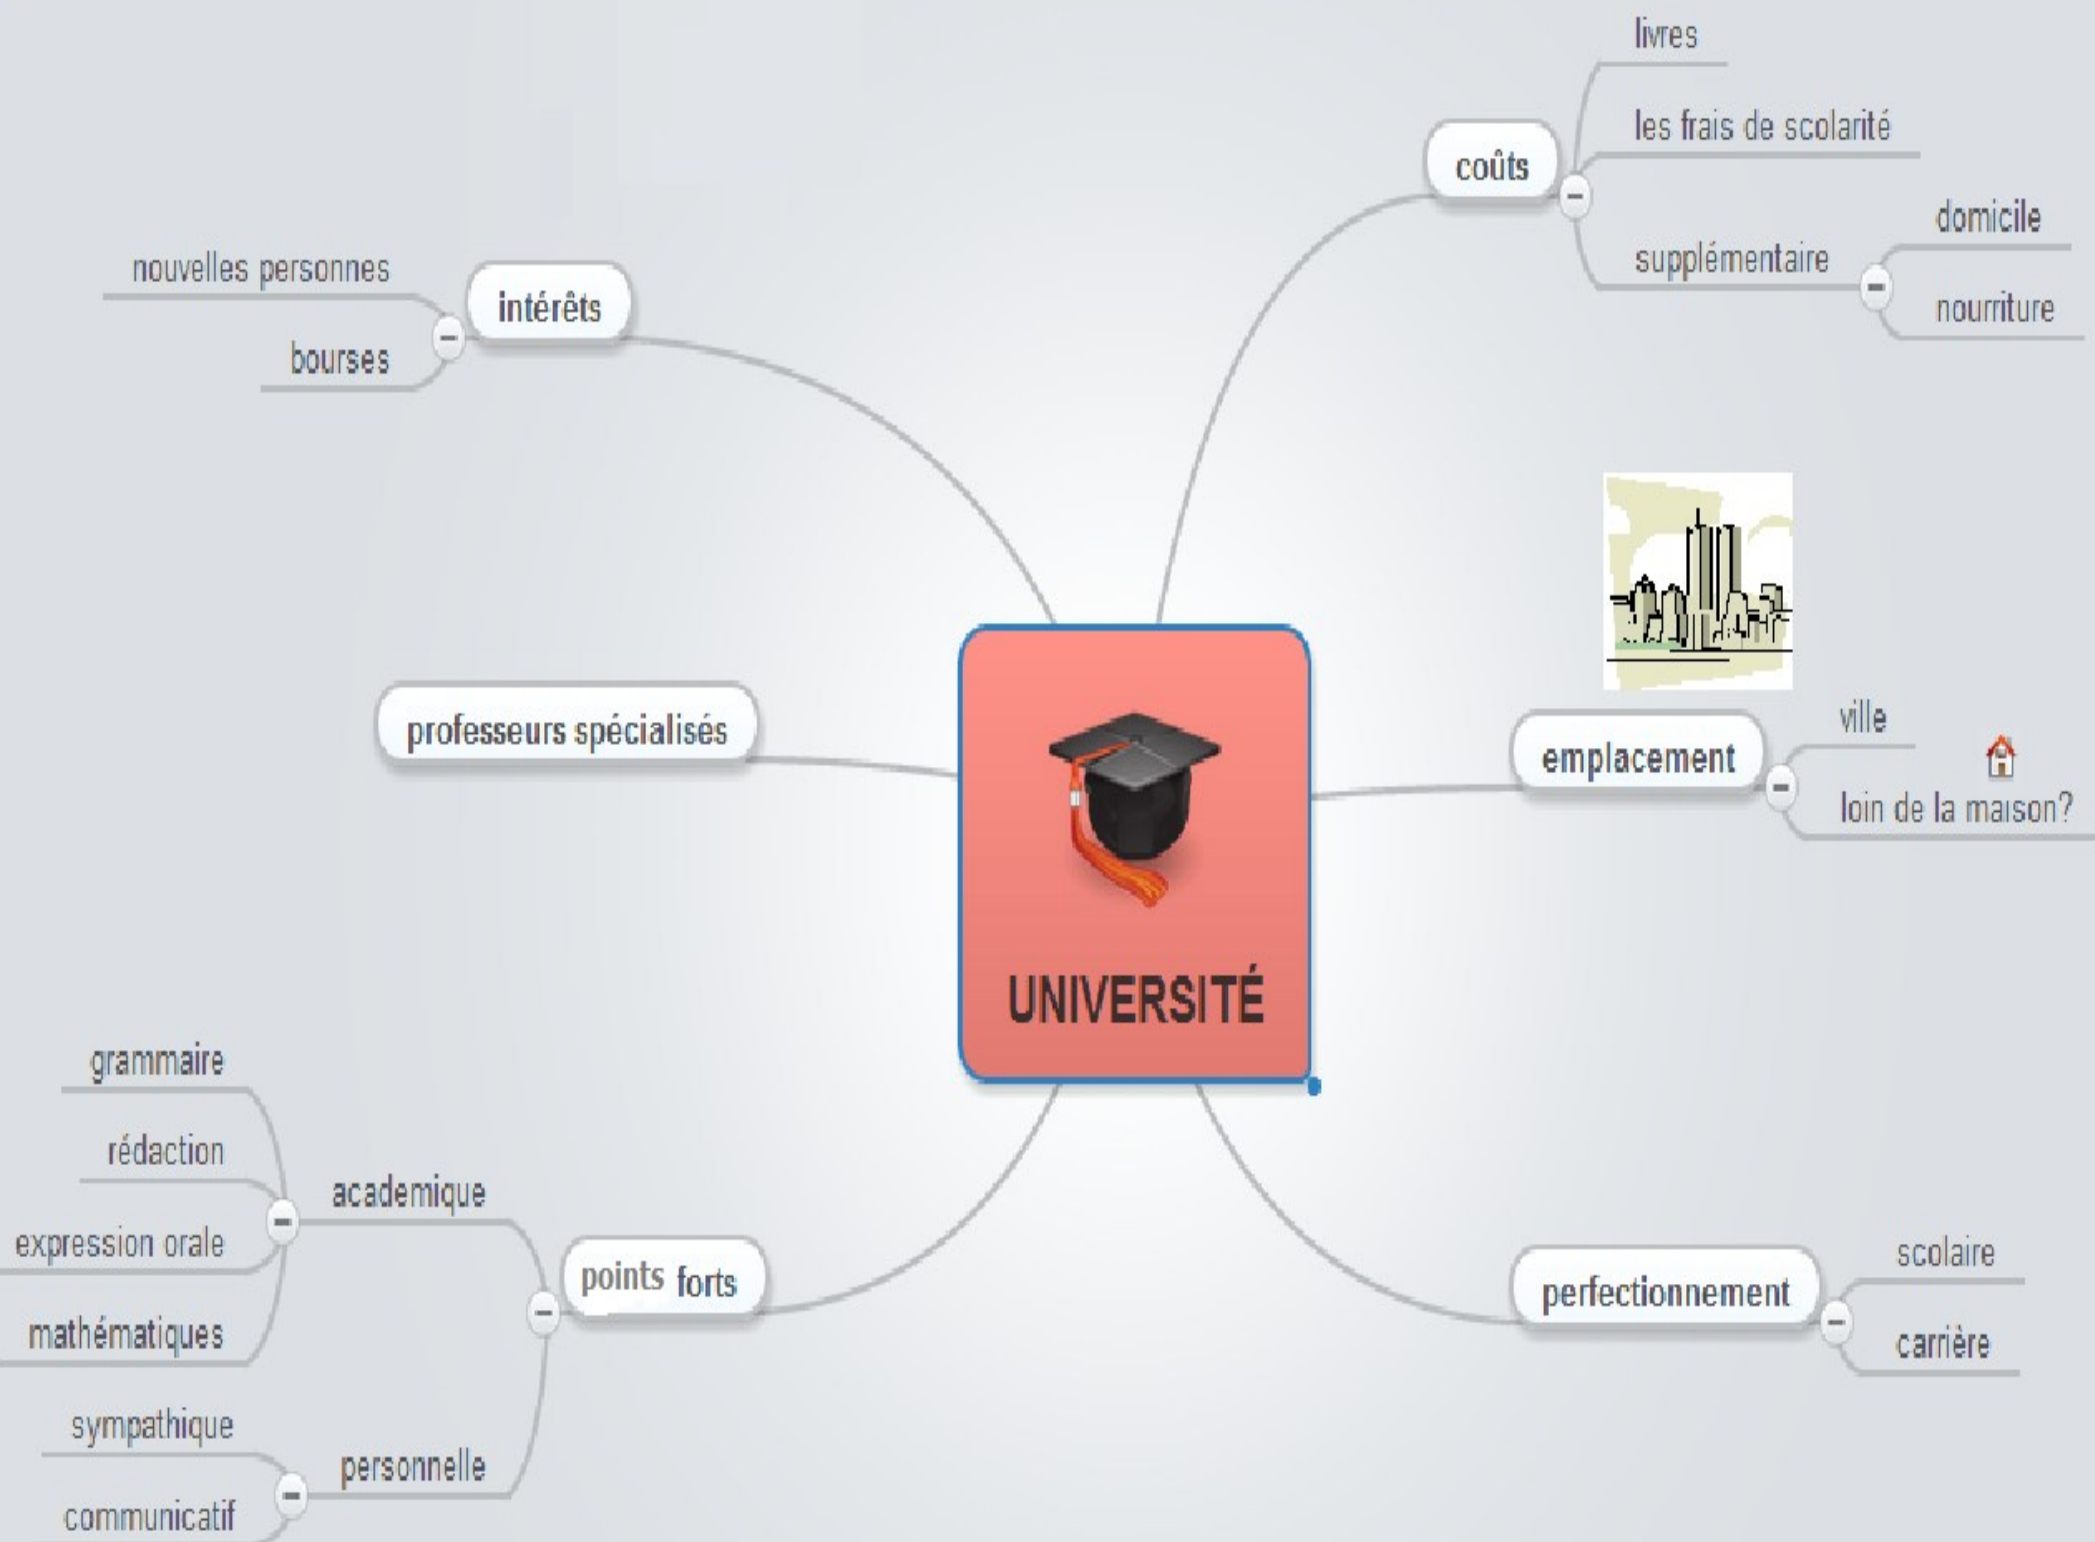 livres
les frais de scolarité
coûts
domicile
supplémentaire
nourriture
nouvelles personnes
intérêts
bourses
professeurs spécialisés
emplacement
ville
loin de la maison?
UNIVERSITÉ
grammaire
rédaction
academique
expression orale
mathématiques
points forts
sympathique
personnelle
communicatif
scolaire
perfectionnement
carrière